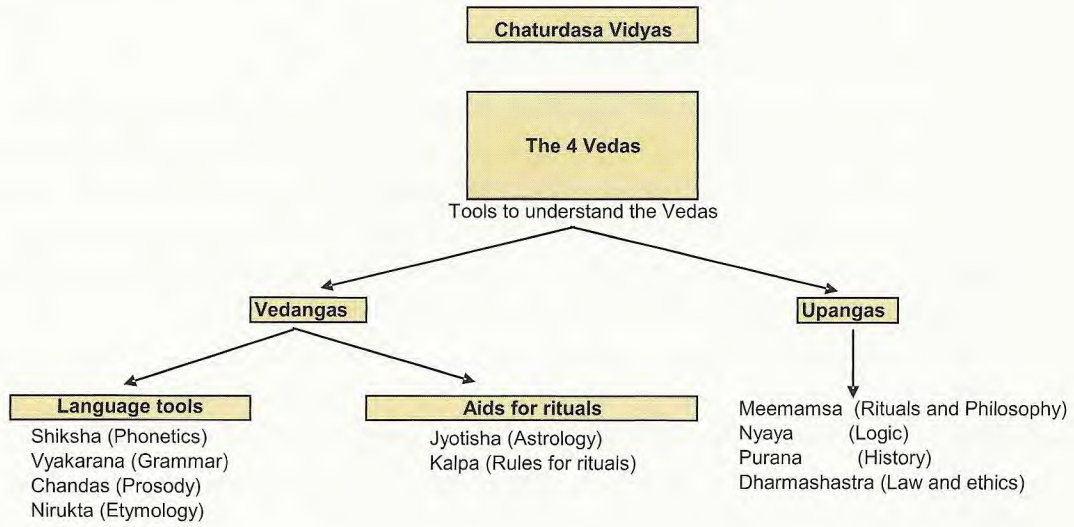 Chaturdasa Vidyas
The 4 Vedas
Tools to understand the Vedas
Vedangas
Upangas
Language tools
Shiksha (Phonetics)
Vyakarana (Grammar)
Chandas (Prosody)
Nirukta (Etymology)
Aids for rituals
Jyotisha (Astrology)
Kalpa (Rules for rituals)
Meemamsa (Rituals and Philosophy)
Nyaya (Logic)
Purana (History)
Dharmashastra (Law and ethics)